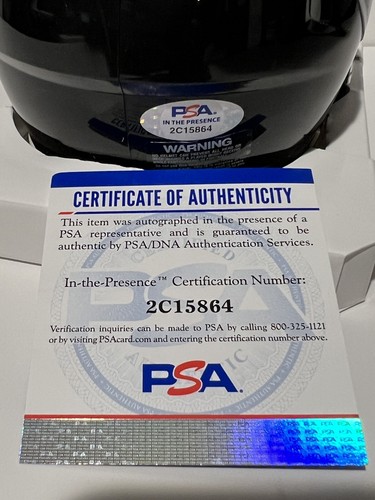 PSA.
IN THE PRESENCE
2C15864
WARNING
CERTIFICATE OF AUTHENTICITY
This item was autographed in the presence of a
PSA representative and is guaranteed to be
authentic by PSA/DNA Authentication Services.
In-the-Presence™ Certification Number:
2C15864
Verification inquiries can be made to PSA by calling 800-325-1121
or by visiting PSAcard.com and entering the certification number above.
PSA.